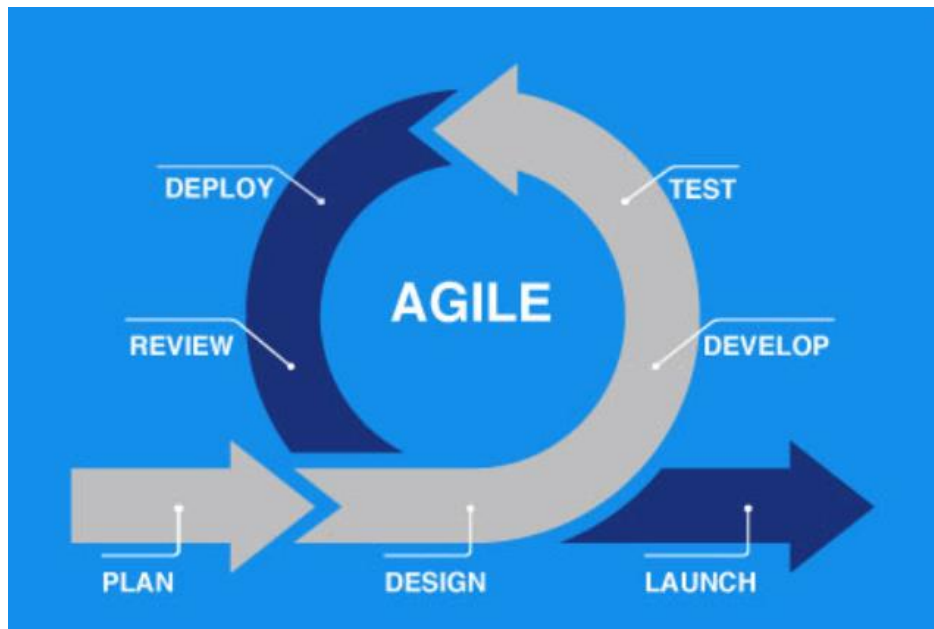 DEPLOY
TEST
AGILE
REVIEW
DEVELOP
PLAN
DESIGN
LAUNCH